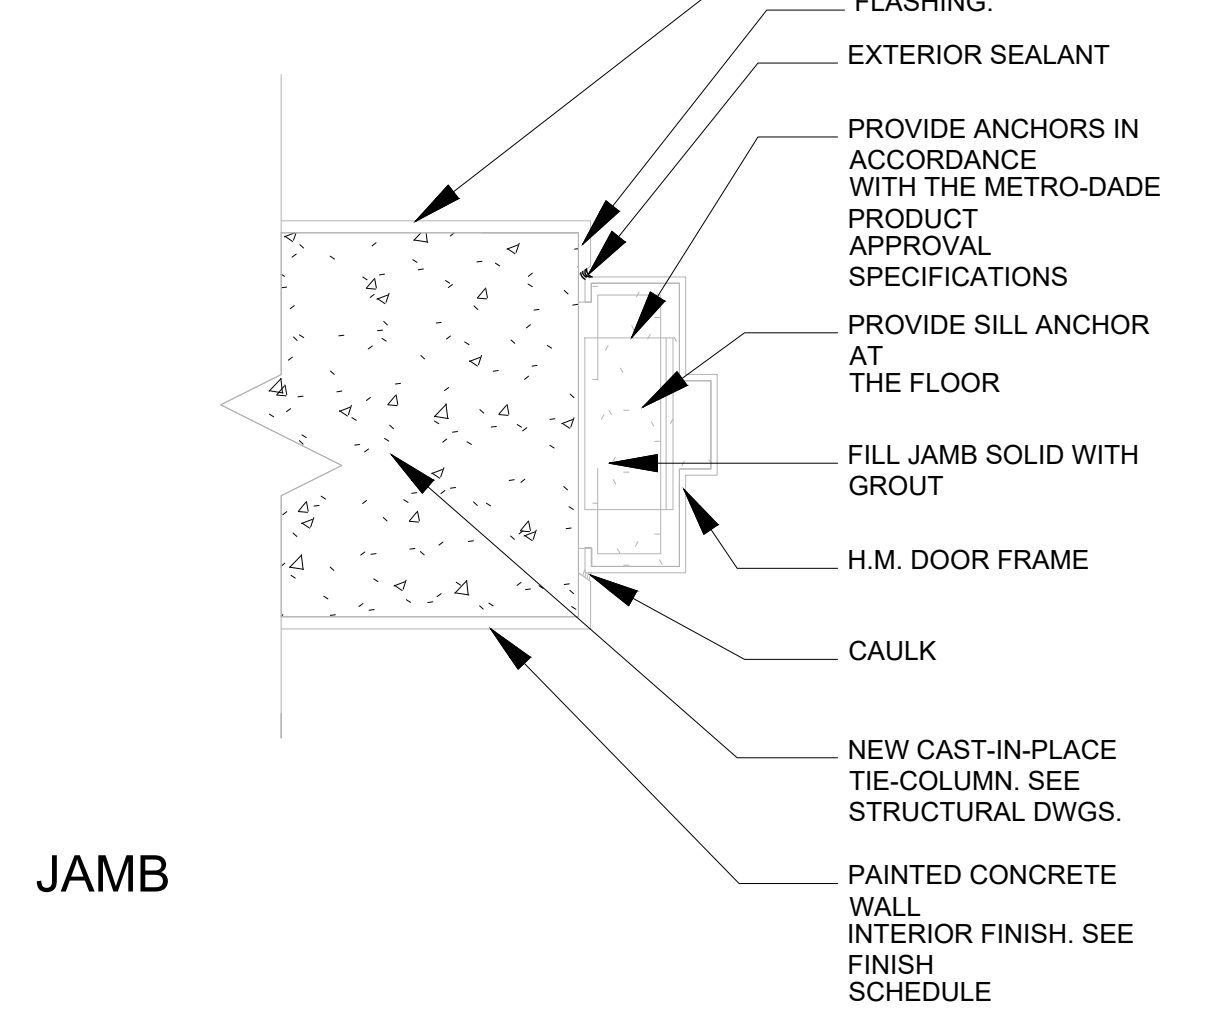 FLASHING.
EXTERIOR SEALANT
PROVIDE ANCHORS IN
ACCORDANCE
WITH THE METRO-DADE
PRODUCT
APPROVAL
SPECIFICATIONS
PROVIDE SILL ANCHOR
AT
THE FLOOR
FILL JAMB SOLID WITH
GROUT
H.M. DOOR FRAME
CAULK
NEW CAST-IN-PLACE
TIE-COLUMN. SEE
STRUCTURAL DWGS.
JAMB
PAINTED CONCRETE
WALL
INTERIOR FINISH. SEE
FINISH
SCHEDULE